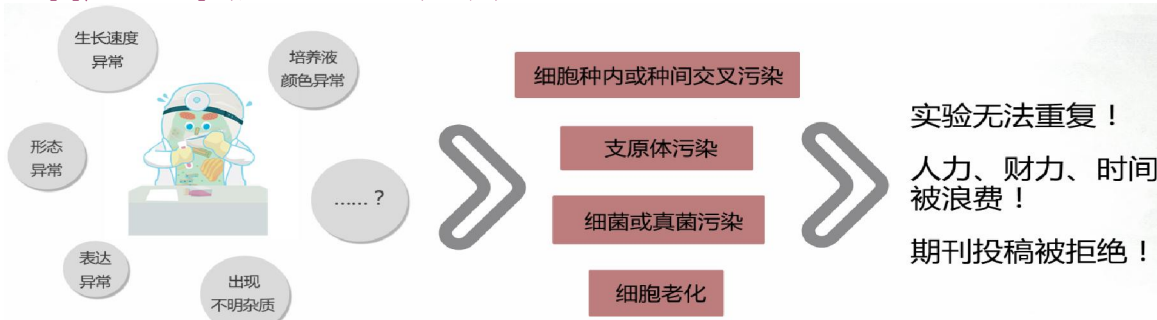 生长速度
异常
培养液
颜色异常
形态
异常
…… ?
表达
异常
出现
不明杂质
细胞种内或种间交叉污染
支原体污染
细菌或真菌污染
细胞老化
实验无法重复！
人力、财力、时间
被浪费！
期刊投稿被拒绝！